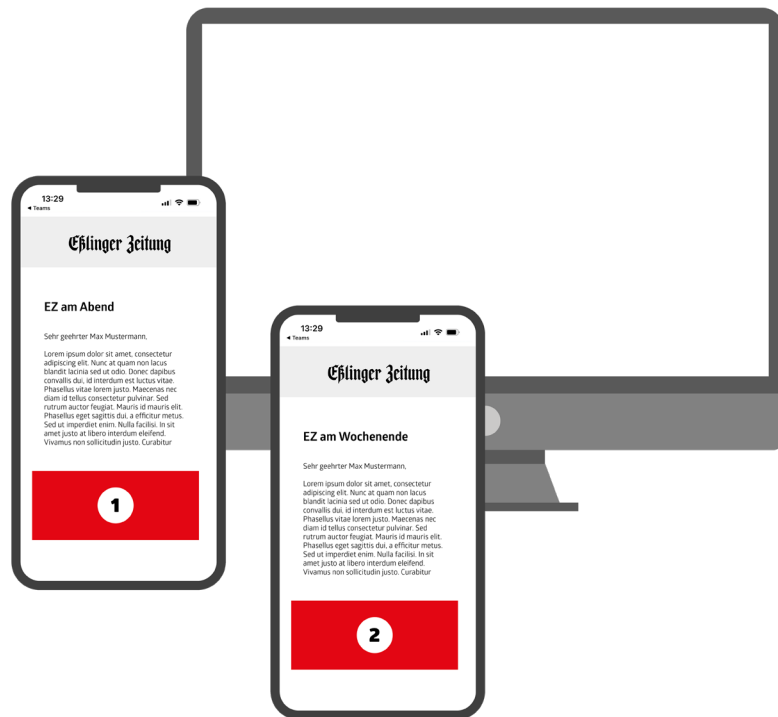 13:29
◀ Teams
Eßlinger Zeitung
EZ am Abend
Sehr geehrter Max Mustermann,
Lorem ipsum dolor sit amet, consectetur
adipiscing elit. Nunc at quam non lacus
blandit lacinia sed ut odio. Donec dapibus
convallis dui, id interdum est luctus vitae.
Phasellus vitae lorem justo. Maecenas nec
diam id tellus consectetur pulvinar. Sed
rutrum auctor feugiat. Mauris id mauris elit.
Phasellus eget sagittis dui, a efficitur metus.
Sed ut imperdiet enim. Nulla facilisi. In sit
amet justo at libero interdum eleifend.
Vivamus non sollicitudin justo. Curabitur
1
13:29
◀ Teams
Eßlinger Zeitung
EZ am Wochenende
Sehr geehrter Max Mustermann,
Lorem ipsum dolor sit amet, consectetur
adipiscing elit. Nunc at quam non lacus
blandit lacinia sed ut odio. Donec dapibus
convallis dui, id interdum est luctus vitae.
Phasellus vitae lorem justo. Maecenas nec
diam id tellus consectetur pulvinar. Sed
rutrum auctor feugiat. Mauris id mauris elit.
Phasellus eget sagittis dui, a efficitur metus.
Sed ut imperdiet enim. Nulla facilisi. In sit
amet justo at libero interdum eleifend.
Vivamus non sollicitudin justo. Curabitur
2